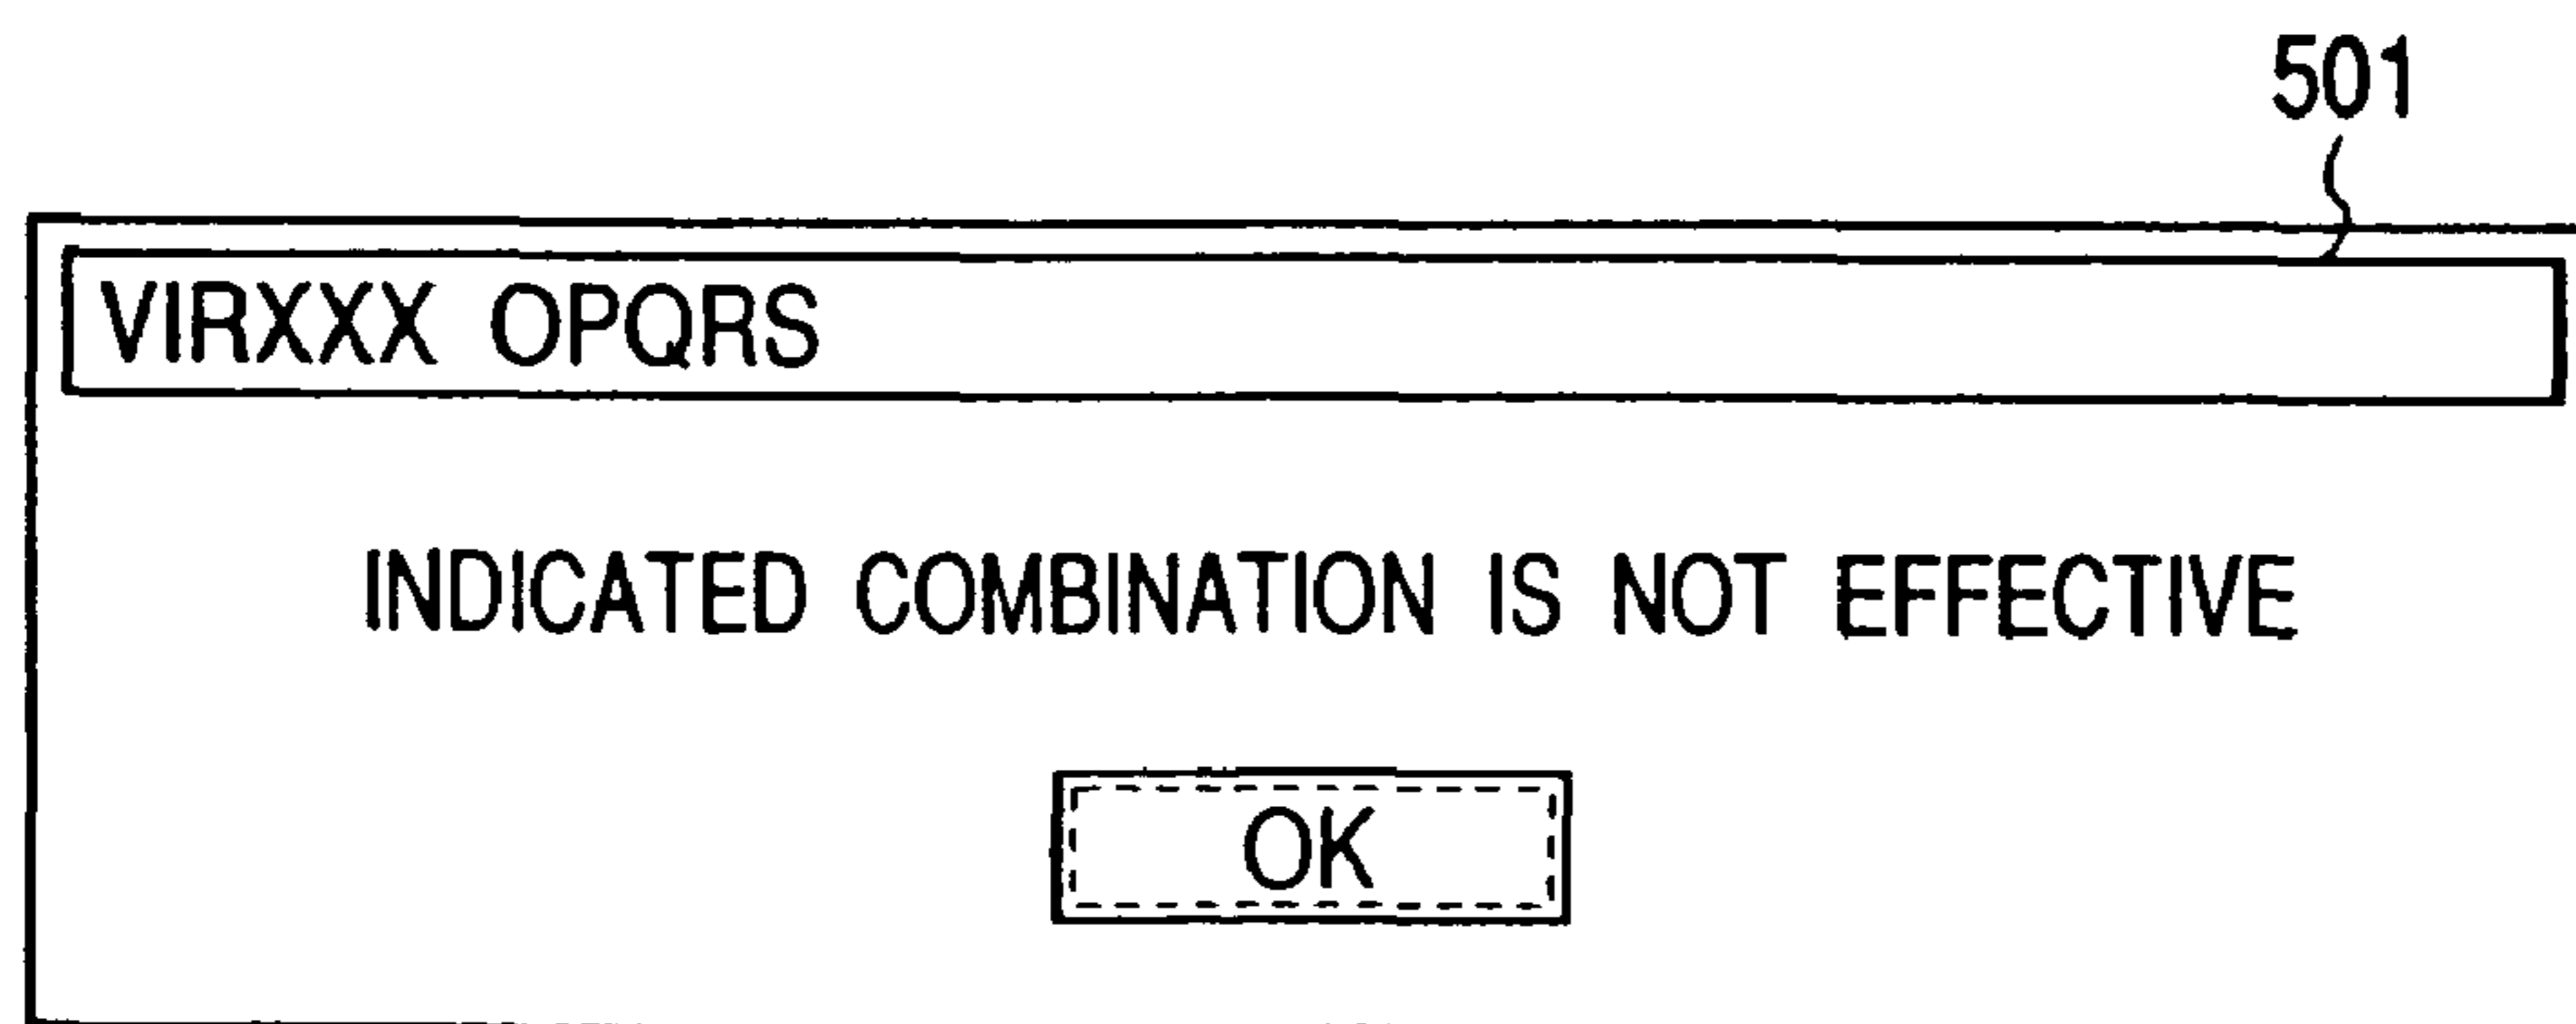 501
VIRXXX OPQRS
INDICATED COMBINATION IS NOT EFFECTIVE
OK